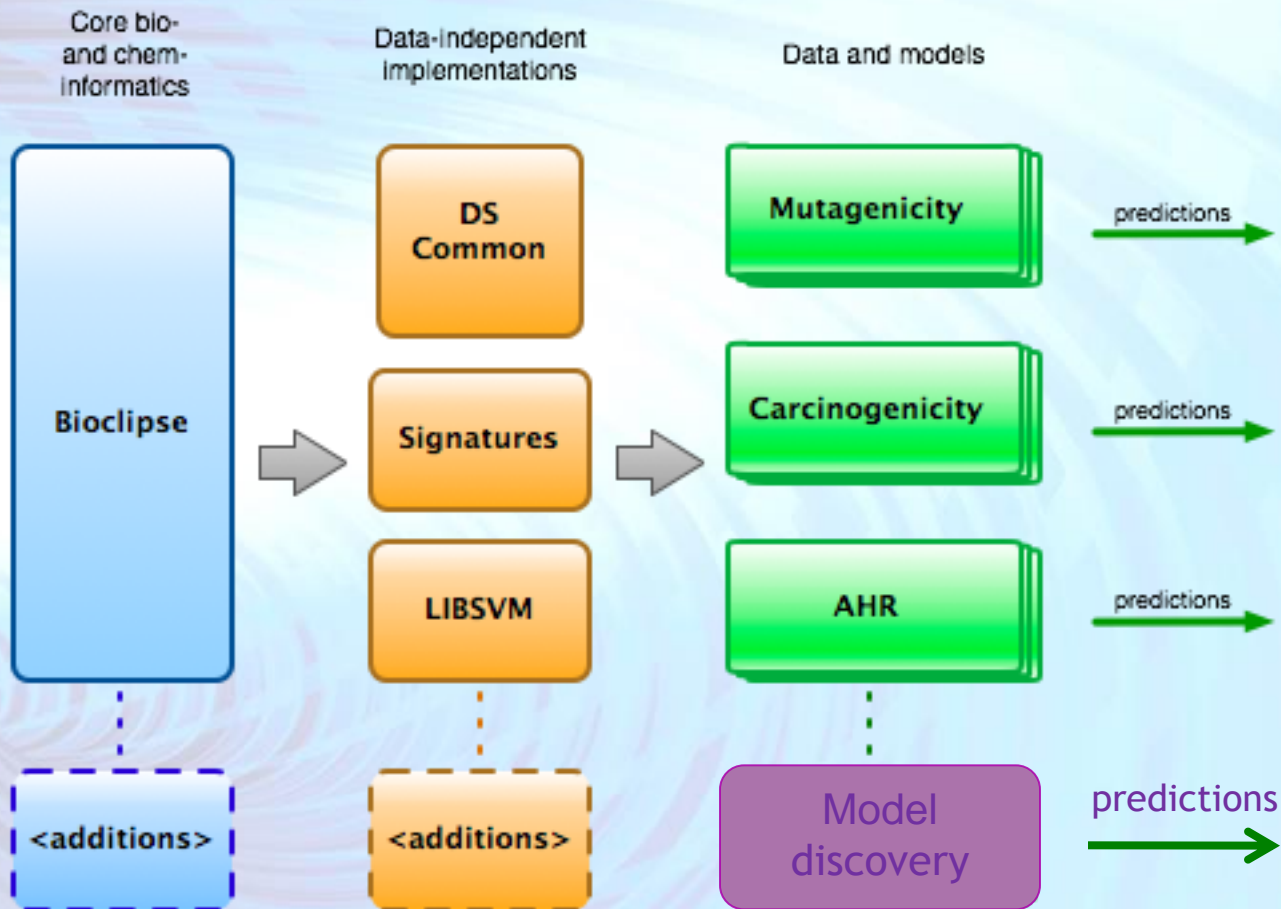 Core bio-
and chem-
informatics
Data-independent
implementations
Data and models
Bioclipse
DS
Common
Signatures
LIBSVM
Mutagenicity
predictions
Carcinogenicity
predictions
AHR
predictions
<additions>
<additions>
Model
discovery
predictions